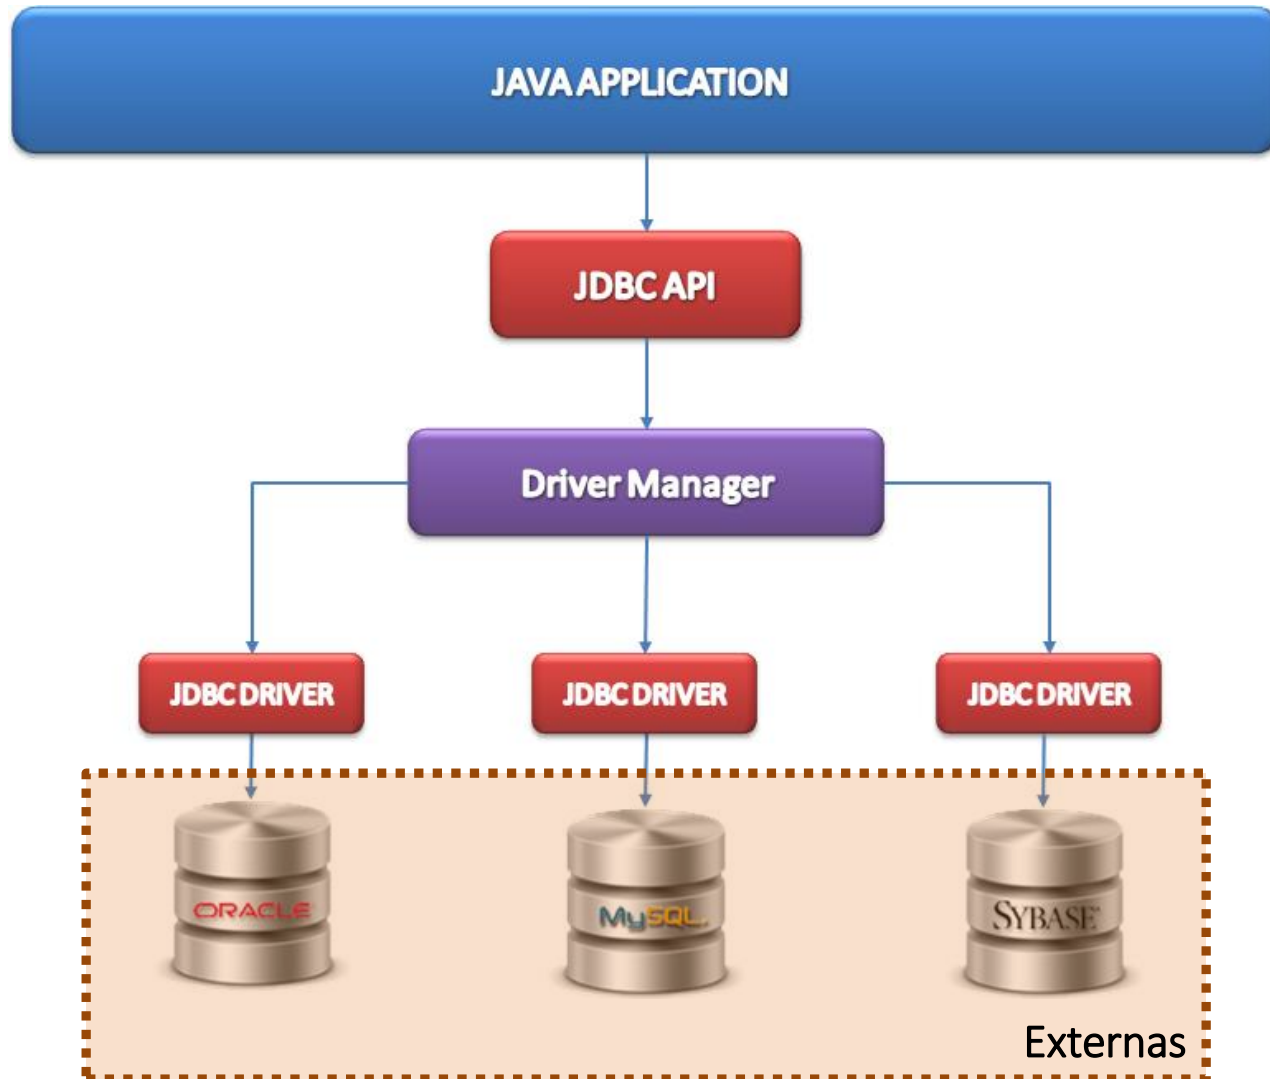 JAVA APPLICATION
JDBC API
Driver Manager
JDBC DRIVER
JDBC DRIVER
JDBC DRIVER
ORACLE
MySQL.
SYBASE
Externas